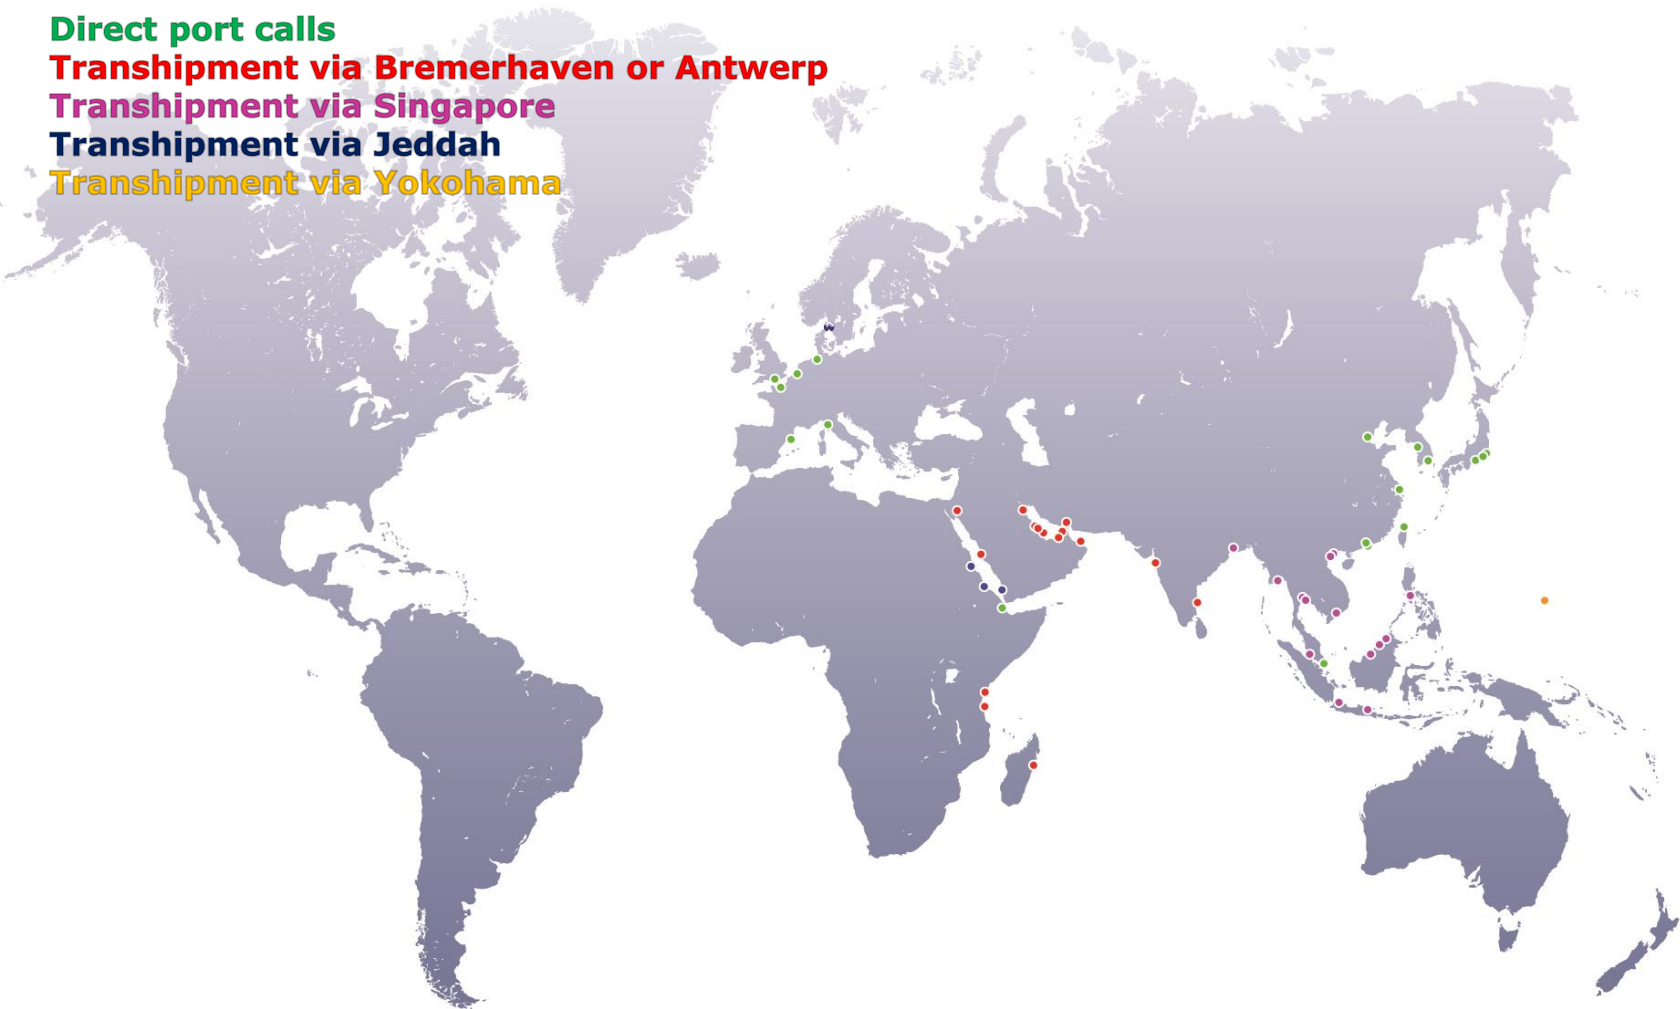 Direct port calls
Transhipment via Bremerhaven or Antwerp
Transhipment via Singapore
Transhipment via Jeddah
Transhipment via Yokohama